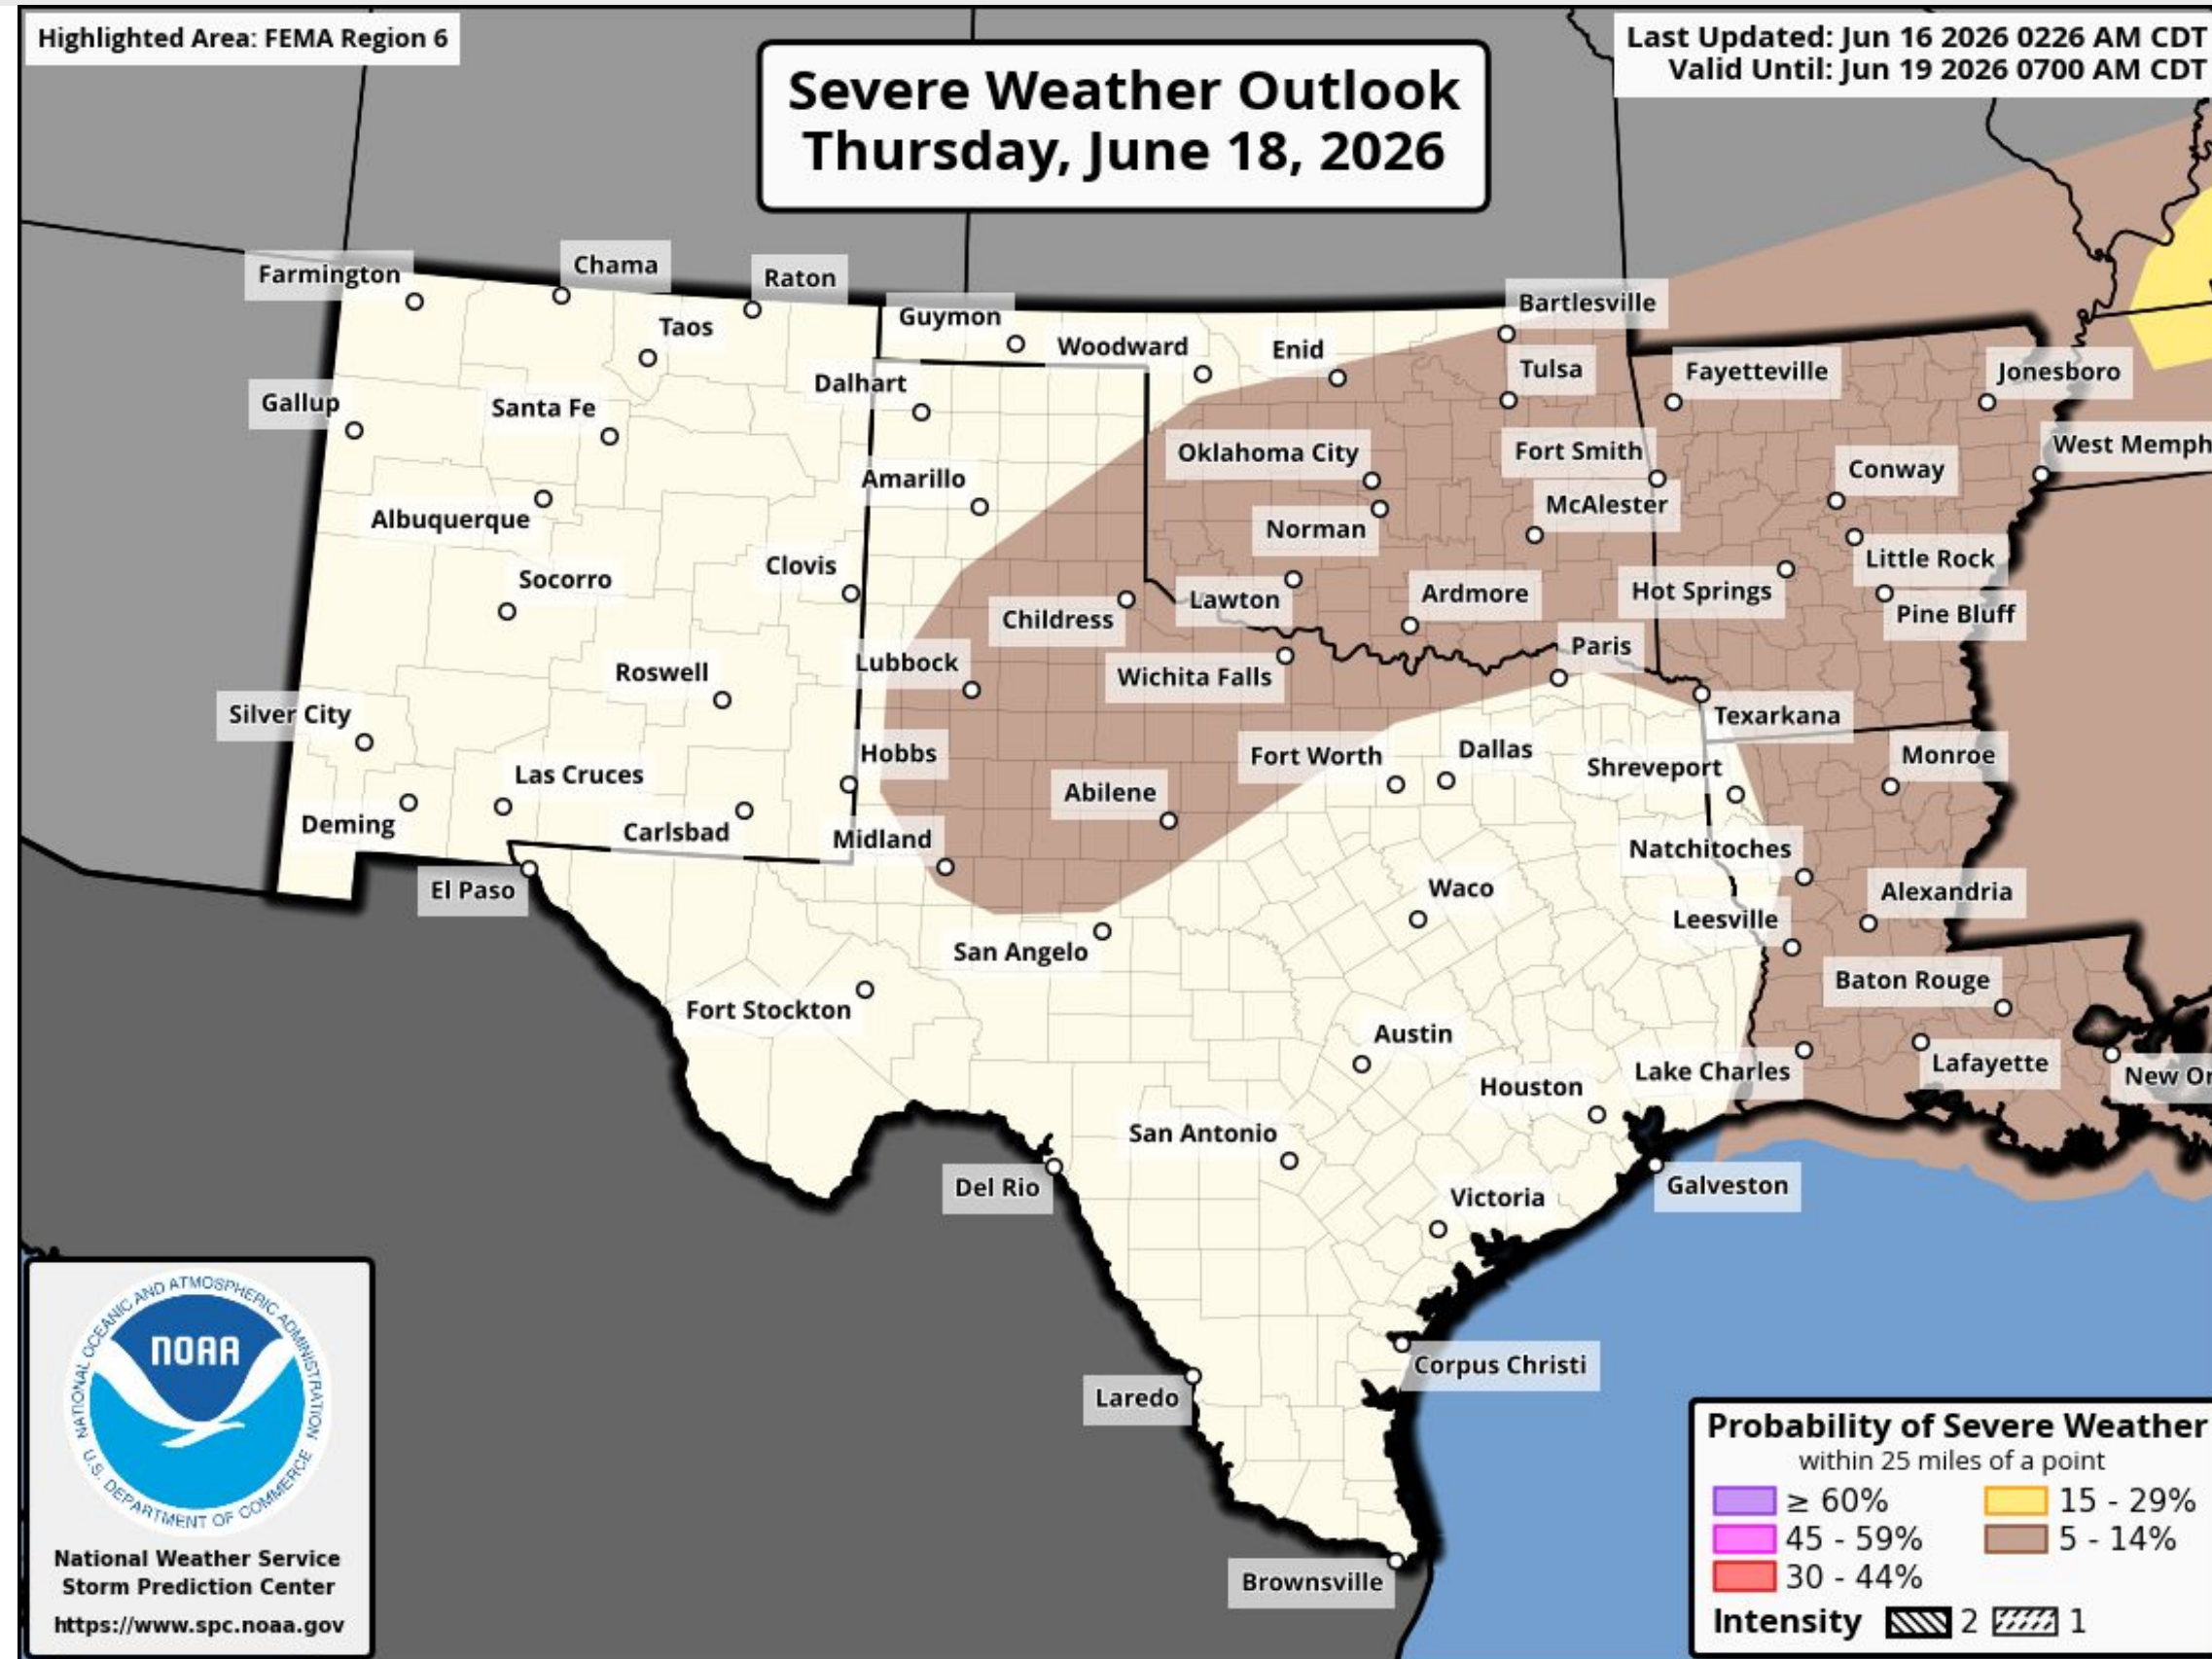 Highlighted Area: FEMA Region 6
Last Updated: Jun 16 2026 0226 AM CDT
Valid Until: Jun 19 2026 0700 AM CDT
Severe Weather Outlook
Thursday, June 18, 2026
Farmington
Chama
Raton
Taos
Guymon
Woodward
Enid
Bartlesville
Gallup
Santa Fe
Dalhart
Tulsa
Fayetteville
Jonesboro
Albuquerque
Amarillo
Oklahoma City
Fort Smith
West Memph
Conway
Norman
McAlester
Socorro
Clovis
Little Rock
Childress
Lawton
Ardmore
Hot Springs
Pine Bluff
Roswell
Lubbock
Wichita Falls
Paris
Silver City
Texarkana
Las Cruces
Hobbs
Fort Worth
Dallas
Shreveport
Monroe
Deming
Carlsbad
Midland
Abilene
Natchitoches
El Paso
Waco
Alexandria
San Angelo
Leesville
Fort Stockton
Baton Rouge
Austin
Houston
Lake Charles
Lafayette
New Or
San Antonio
Del Rio
Victoria
Galveston
Corpus Christi
Laredo
Brownsville
NATIONAL OCEANIC AND ATMOSPHERIC ADMINISTRATION
NOAA
U.S. DEPARTMENT OF COMMERCE
National Weather Service
Storm Prediction Center
https://www.spc.noaa.gov
Probability of Severe Weather
within 25 miles of a point
≥ 60%
15 - 29%
45 - 59%
5 - 14%
30 - 44%
Intensity 2 1